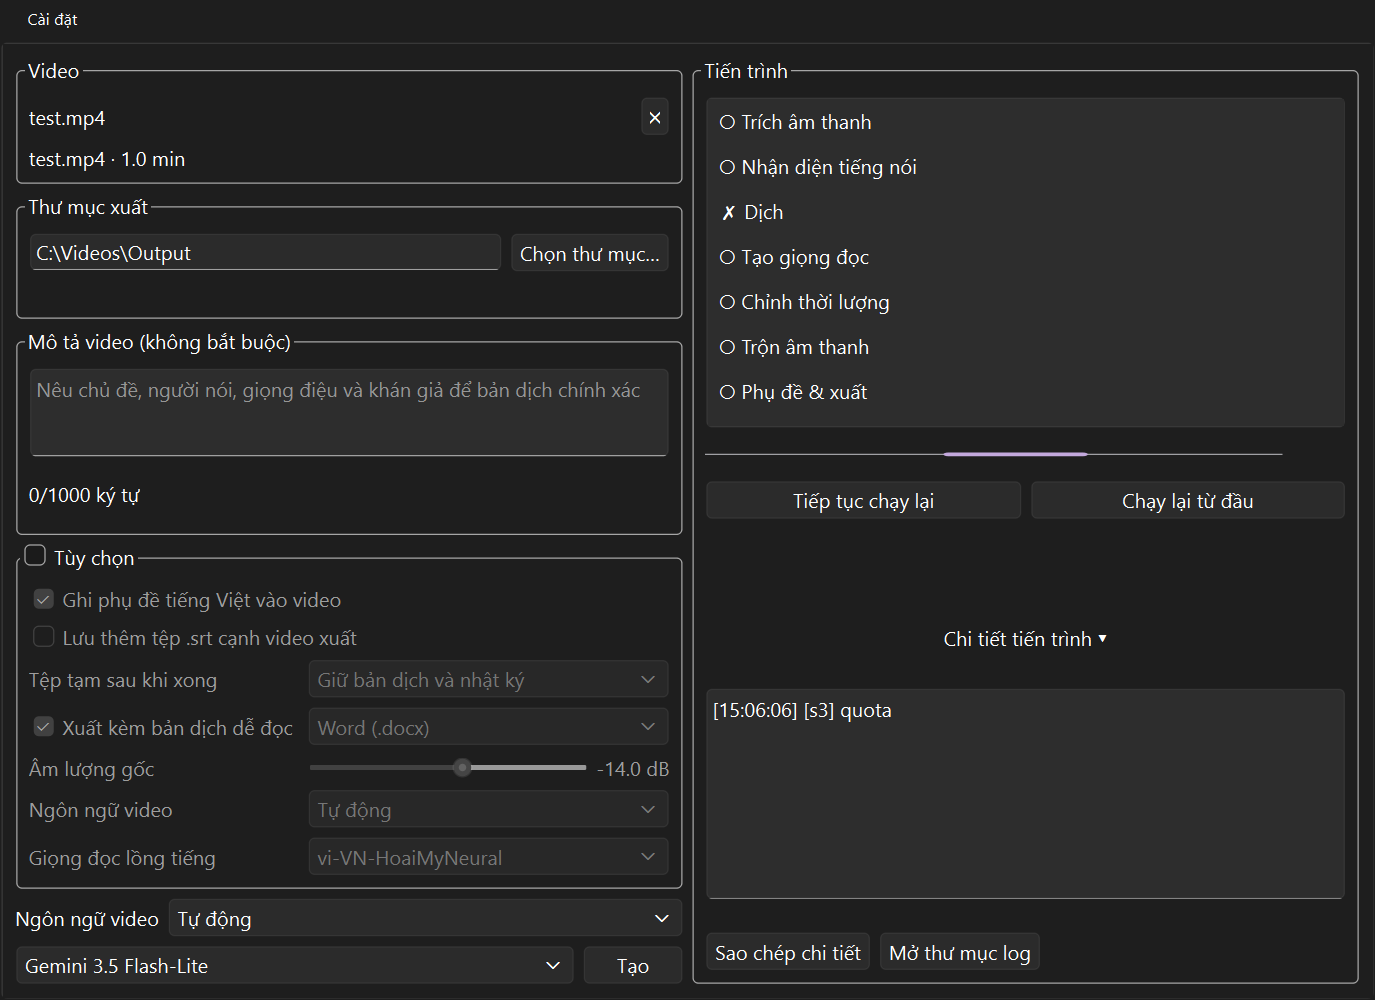 Cài đặt
Video
test.mp4
test.mp4 · 1.0 min
Thư mục xuất
C:\Videos\Output
Chọn thư mục...
Mô tả video (không bắt buộc)
Nêu chủ đề, người nói, giọng điệu và khán giả để bản dịch chính xác
0/1000 ký tự
Tùy chọn
Ghi phụ đề tiếng Việt vào video
Lưu thêm tệp .srt cạnh video xuất
Tệp tạm sau khi xong
Giữ bản dịch và nhật ký
Xuất kèm bản dịch dễ đọc
Word (.docx)
Âm lượng gốc
-14.0 dB
Ngôn ngữ video
Tự động
Giọng đọc lồng tiếng
vi-VN-HoaiMyNeural
Ngôn ngữ video
Tự động
Gemini 3.5 Flash-Lite
Tạo
Tiến trình
Trích âm thanh
Nhận diện tiếng nói
✗ Dịch
Tạo giọng đọc
Chỉnh thời lượng
Trộn âm thanh
Phụ đề & xuất
Tiếp tục chạy lại
Chạy lại từ đầu
Chi tiết tiến trình
[15:06:06] [s3] quota
Sao chép chi tiết
Mở thư mục log